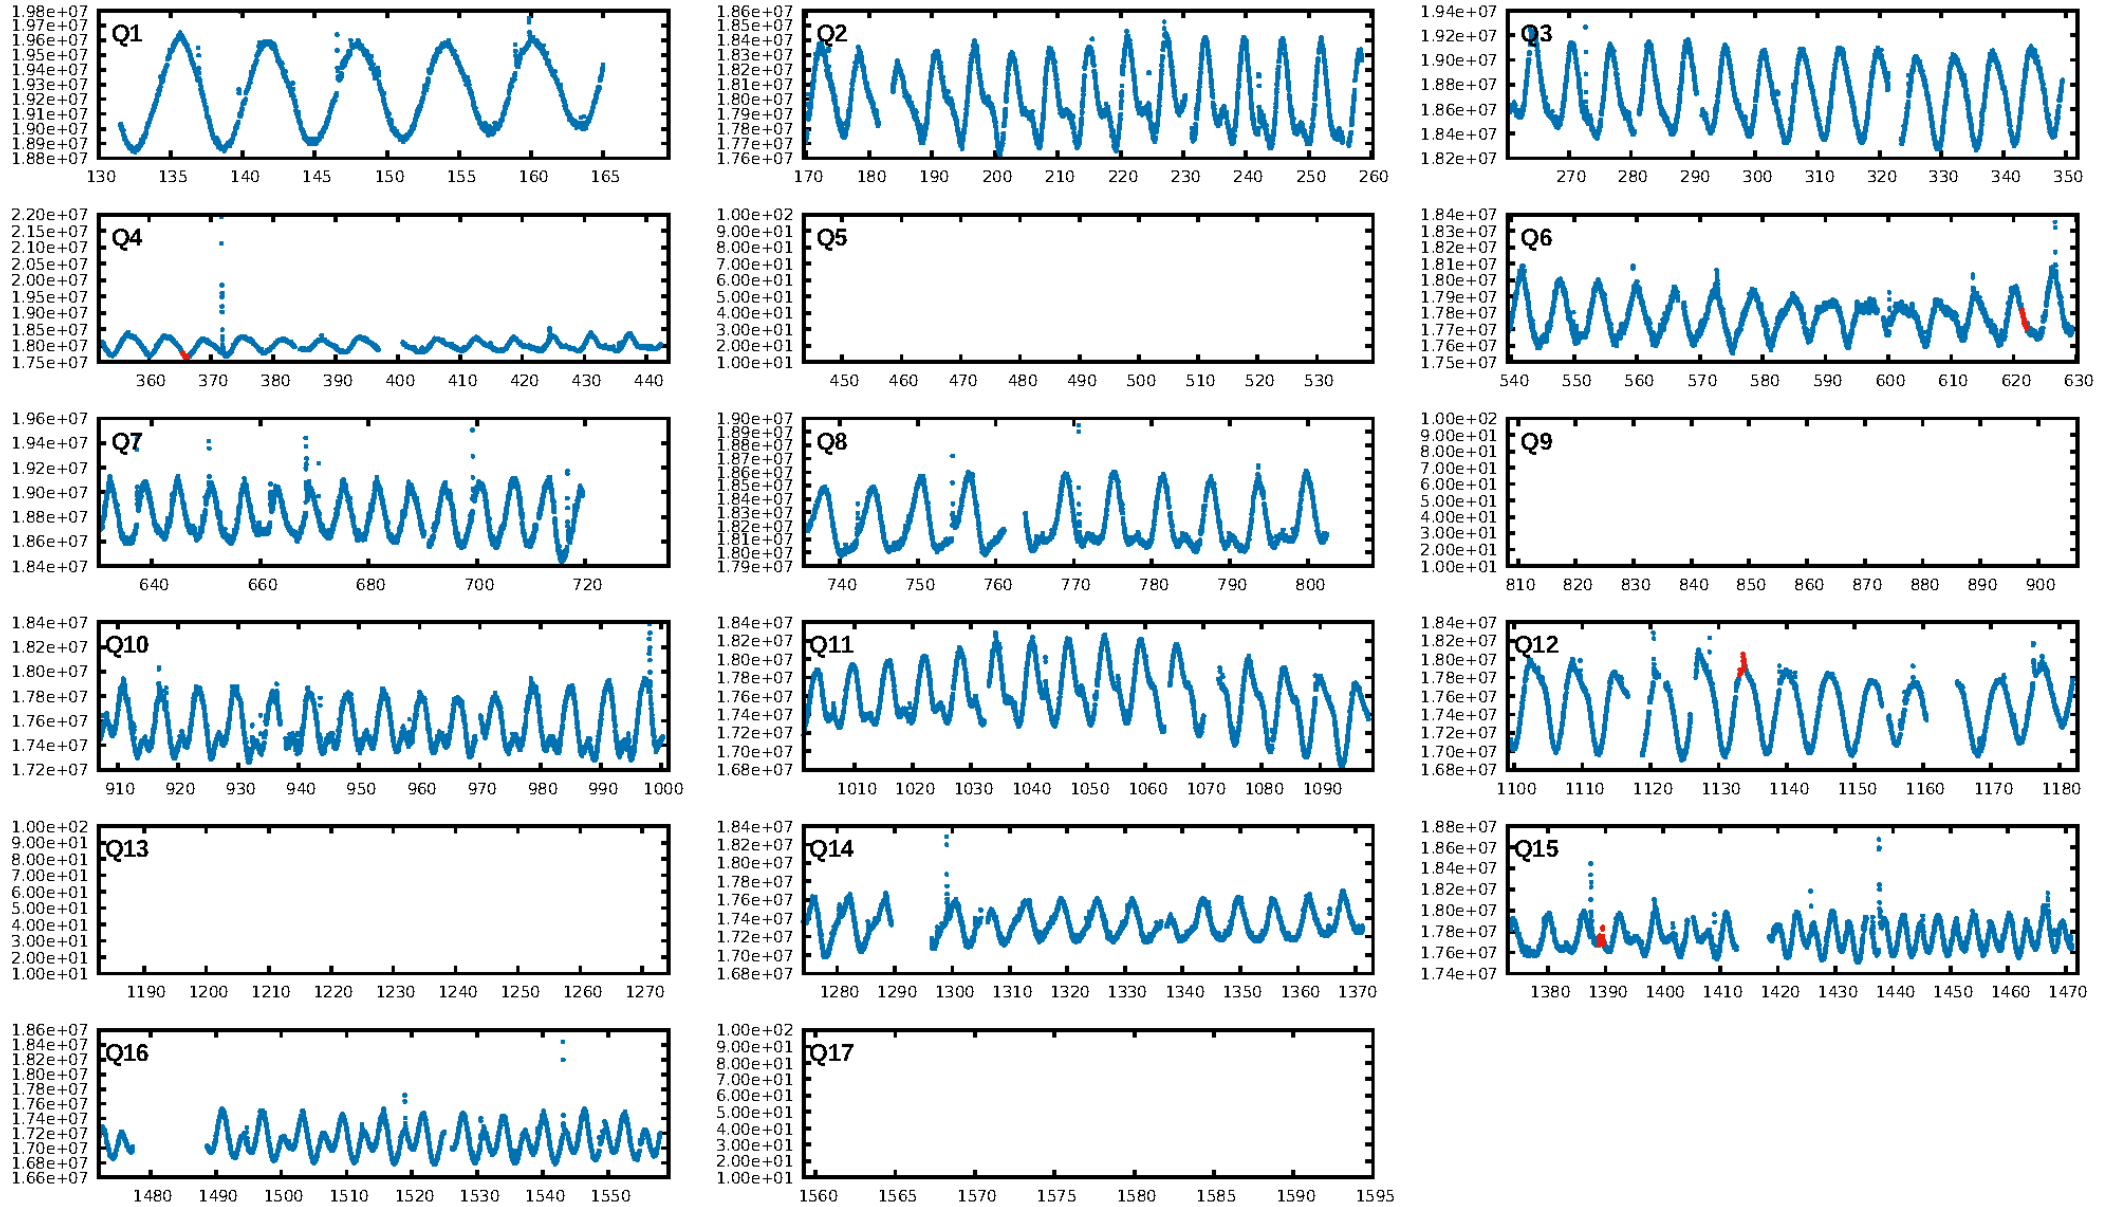 1.98e+07
1.97e+07
1.96e+07
1.95e+07
1.94e+07
1.93e+07
1.92e+07
1.91e+07
1.90e+07
1.89e+07
1.88e+07
Q1
130 135 140 145 150 155 160 165
1.86e+07
1.85e+07
1.84e+07
1.83e+07
1.82e+07
1.81e+07
1.80e+07
1.79e+07
1.78e+07
1.77e+07
1.76e+07
Q2
170 180 190 200 210 220 230 240 250 260
1.94e+07
1.92e+07
1.90e+07
1.88e+07
1.86e+07
1.84e+07
1.82e+07
Q3
270 280 290 300 310 320 330 340 350
2.20e+07
2.15e+07
2.10e+07
2.05e+07
2.00e+07
1.95e+07
1.90e+07
1.85e+07
1.80e+07
1.75e+07
Q4
360 370 380 390 400 410 420 430 440
1.00e+02
9.00e+01
8.00e+01
7.00e+01
6.00e+01
5.00e+01
4.00e+01
3.00e+01
2.00e+01
1.00e+01
Q5
450 460 470 480 490 500 510 520 530
1.84e+07
1.83e+07
1.82e+07
1.81e+07
1.80e+07
1.79e+07
1.78e+07
1.77e+07
1.76e+07
1.75e+07
Q6
540 550 560 570 580 590 600 610 620 630
1.96e+07
1.94e+07
1.92e+07
1.90e+07
1.88e+07
1.86e+07
1.84e+07
Q7
640 660 680 700 720
1.90e+07
1.89e+07
1.88e+07
1.87e+07
1.86e+07
1.85e+07
1.84e+07
1.83e+07
1.82e+07
1.81e+07
1.80e+07
1.79e+07
Q8
740 750 760 770 780 790 800
1.00e+02
9.00e+01
8.00e+01
7.00e+01
6.00e+01
5.00e+01
4.00e+01
3.00e+01
2.00e+01
1.00e+01
Q9
810 820 830 840 850 860 870 880 890 900
1.84e+07
1.82e+07
1.80e+07
1.78e+07
1.76e+07
1.74e+07
1.72e+07
Q10
910 920 930 940 950 960 970 980 990 1000
1.84e+07
1.82e+07
1.80e+07
1.78e+07
1.76e+07
1.74e+07
1.72e+07
1.70e+07
1.68e+07
Q11
1010 1020 1030 1040 1050 1060 1070 1080 1090
1.84e+07
1.82e+07
1.80e+07
1.78e+07
1.76e+07
1.74e+07
1.72e+07
1.70e+07
1.68e+07
Q12
1100 1110 1120 1130 1140 1150 1160 1170 1180
1.00e+02
9.00e+01
8.00e+01
7.00e+01
6.00e+01
5.00e+01
4.00e+01
3.00e+01
2.00e+01
1.00e+01
Q13
1190 1200 1210 1220 1230 1240 1250 1260 1270
1.84e+07
1.82e+07
1.80e+07
1.78e+07
1.76e+07
1.74e+07
1.72e+07
1.70e+07
1.68e+07
Q14
1280 1290 1300 1310 1320 1330 1340 1350 1360 1370
1.88e+07
1.86e+07
1.84e+07
1.82e+07
1.80e+07
1.78e+07
1.76e+07
1.74e+07
Q15
1380 1390 1400 1410 1420 1430 1440 1450 1460 1470
1.86e+07
1.84e+07
1.82e+07
1.80e+07
1.78e+07
1.76e+07
1.74e+07
1.72e+07
1.70e+07
1.68e+07
1.66e+07
Q16
1480 1490 1500 1510 1520 1530 1540 1550
1.00e+02
9.00e+01
8.00e+01
7.00e+01
6.00e+01
5.00e+01
4.00e+01
3.00e+01
2.00e+01
1.00e+01
Q17
1560 1565 1570 1575 1580 1585 1590 1595